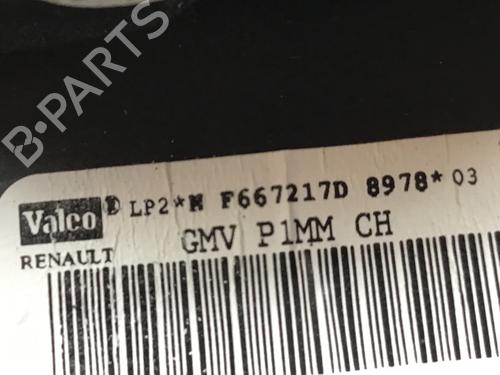 B-PARTS
Valeo D LP2*M F667217D 8978* 03
RENAULT GMV P1MM CH